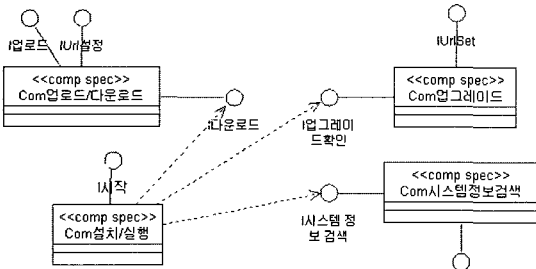 I업로드 IUrl설정
<<comp spec>>
Com업로드/다운로드
I다운로드
IUrlSet
<<comp spec>>
Com업그레이드
I업그레이
드확인
I시작
<<comp spec>>
Com설치/실행
I시스템 정
보 검색
<<comp spec>>
Com시스템정보검색